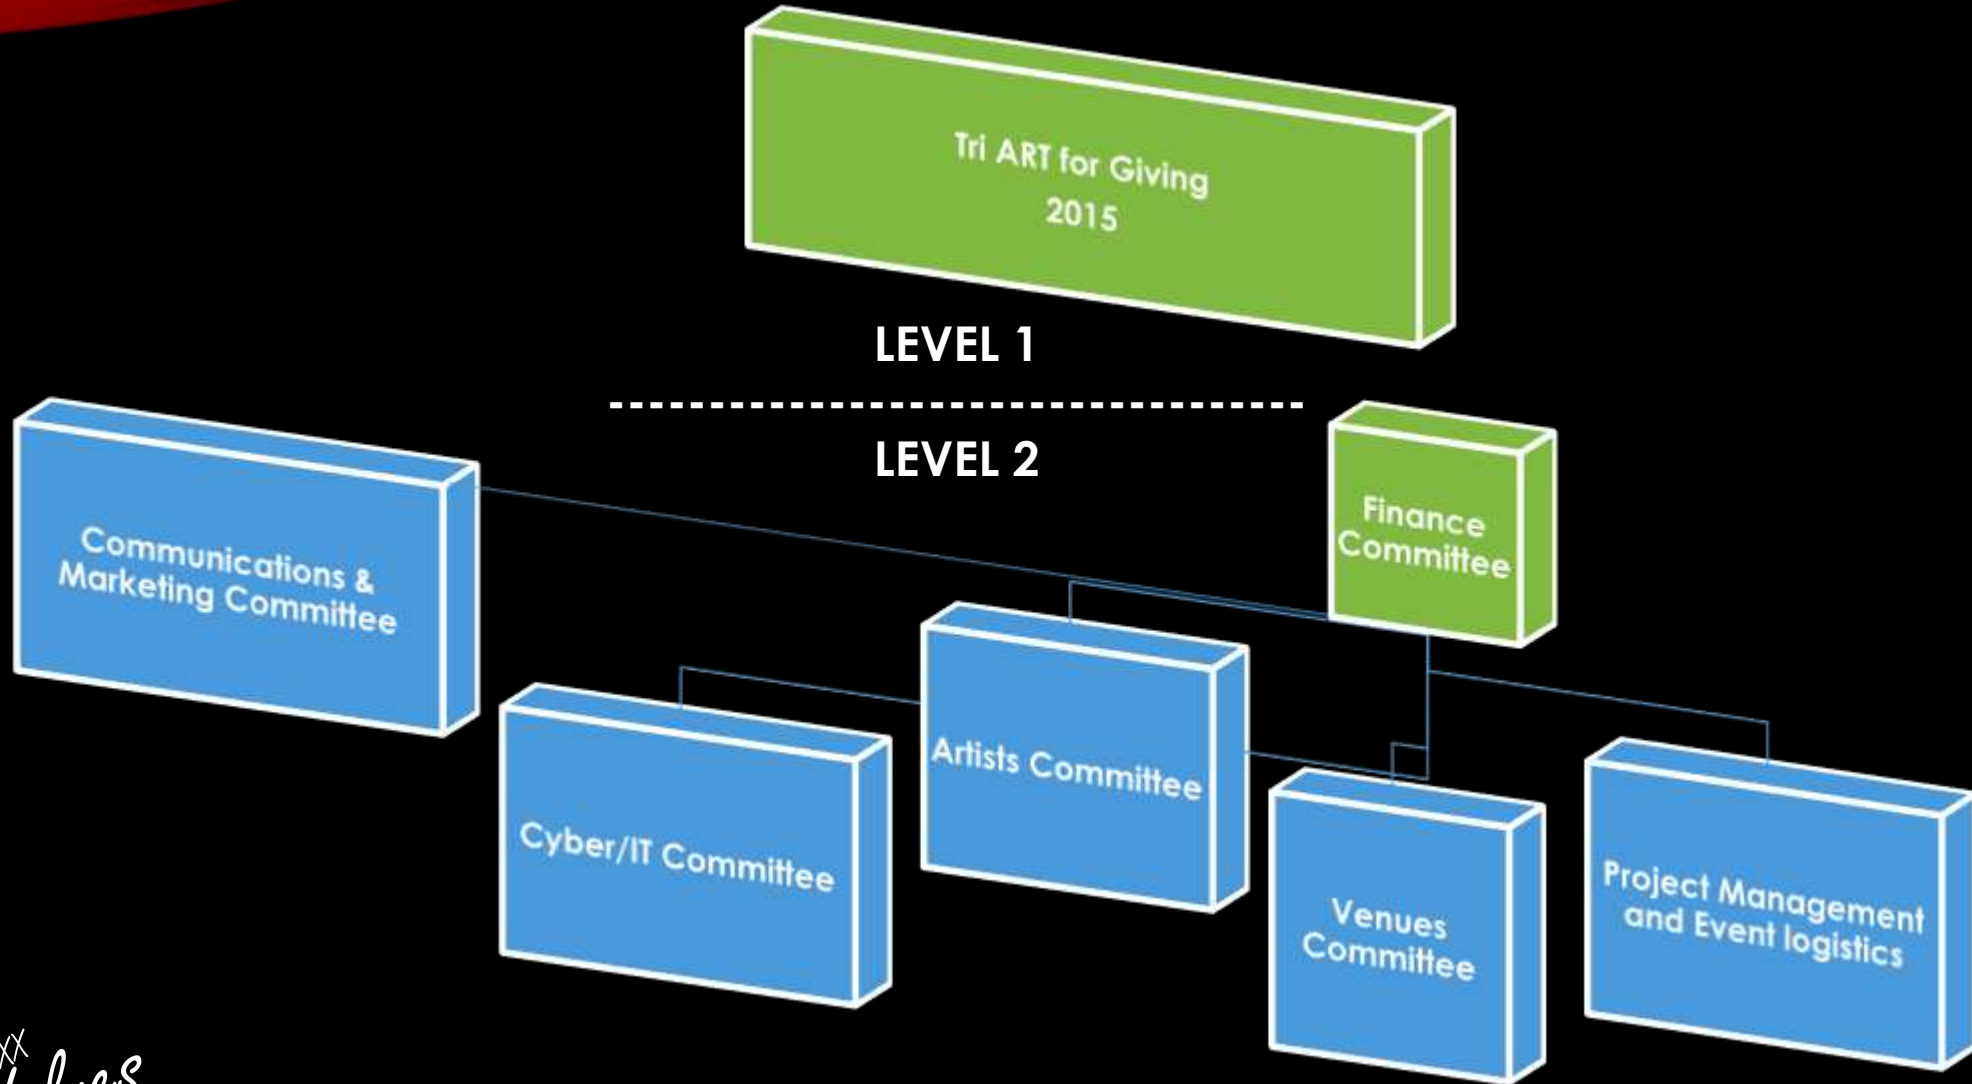 Tri ART for Giving
2015
LEVEL 1
LEVEL 2
Finance
Committee
Communications &
Marketing Committee
Artists Committee
Cyber/IT Committee
Venues
Committee
Project Management
and Event logistics